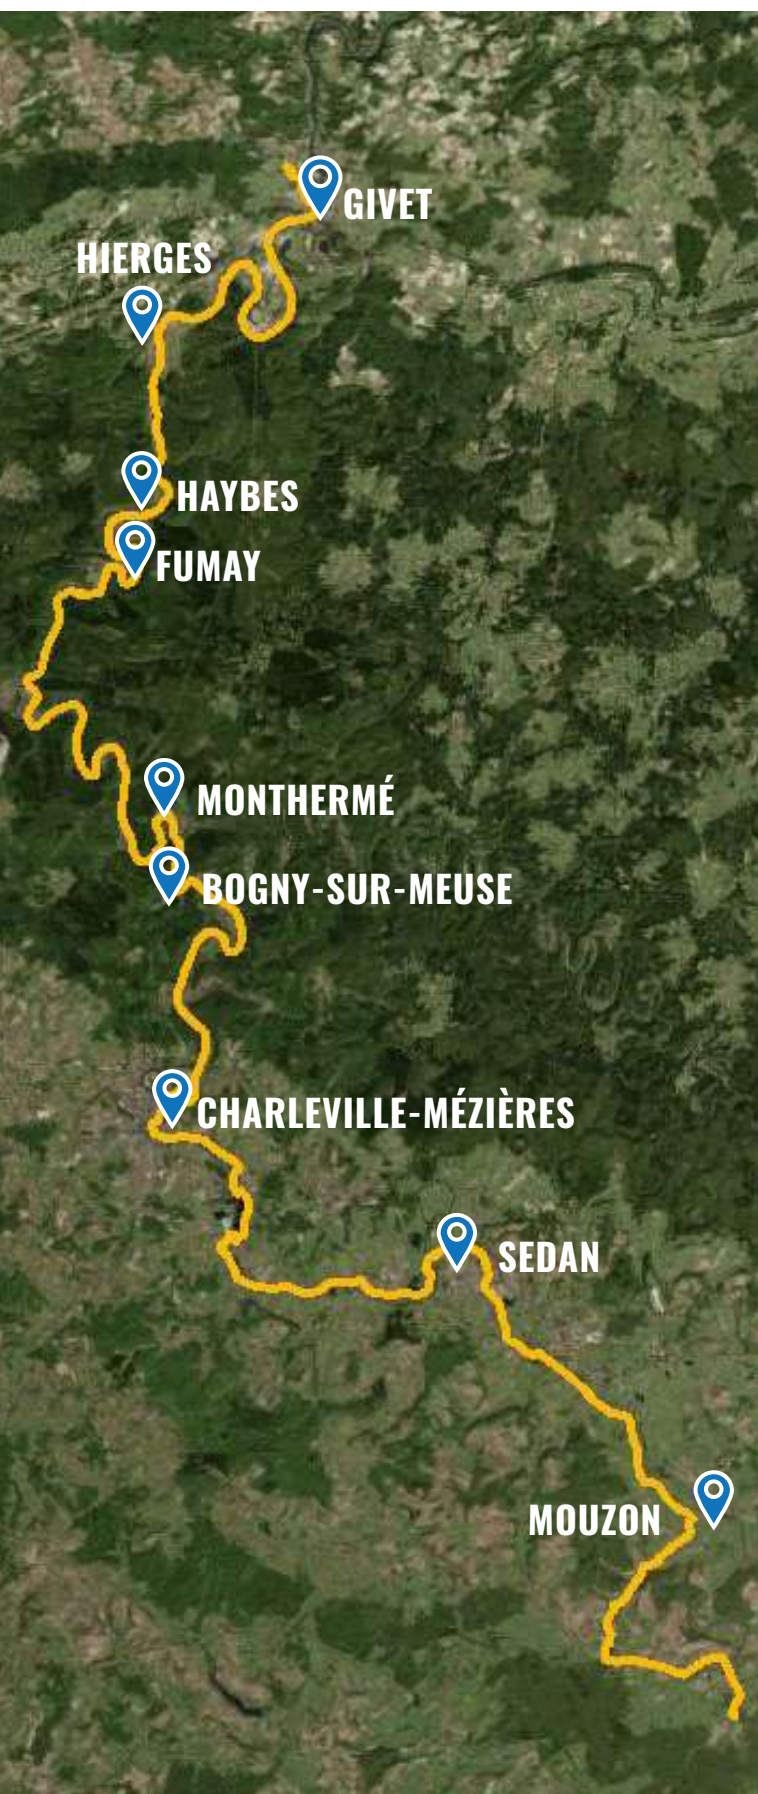 GIVET
HIERGES
HAYBES
FUMAY
MONTHERMÉ
BOGNY-SUR-MEUSE
CHARLEVILLE-MÉZIÈRES
SEDAN
MOUZON